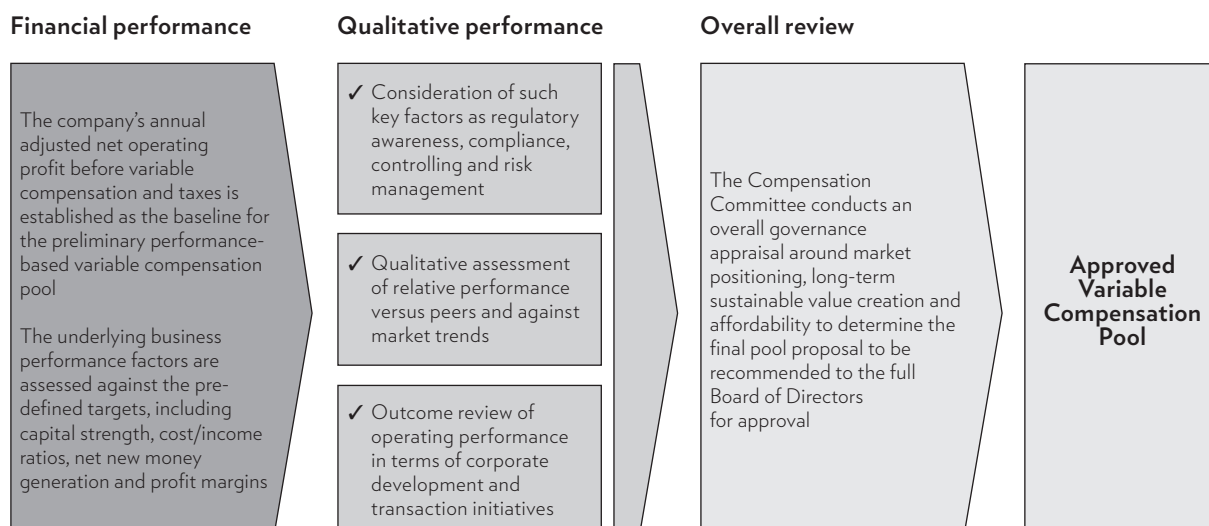 Financial performance
The company's annual
adjusted net operating
profit before variable
compensation and taxes is
established as the baseline for
the preliminary performance-
based variable compensation
pool
The underlying business
performance factors are
assessed against the pre-
defined targets, including
capital strength, cost/income
ratios, net new money
generation and profit margins
Qualitative performance
✓ Consideration of such
key factors as regulatory
awareness, compliance,
controlling and risk
management
✓ Qualitative assessment
of relative performance
versus peers and against
market trends
✓ Outcome review of
operating performance
in terms of corporate
development and
transaction initiatives
Overall review
The Compensation
Committee conducts an
overall governance
appraisal around market
positioning, long-term
sustainable value creation and
affordability to determine the
final pool proposal to be
recommended to the full
Board of Directors
for approval
Approved
Variable
Compensation
Pool